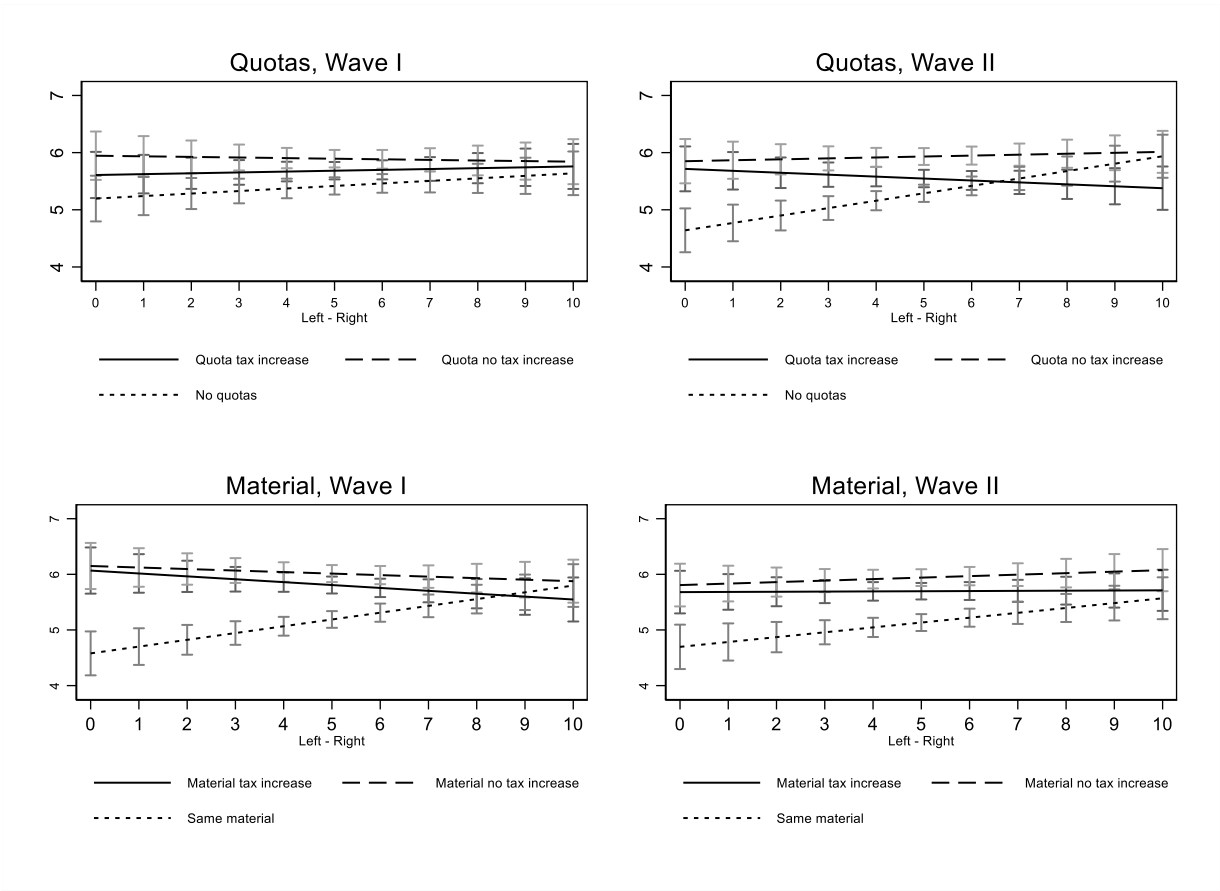 Quotas, Wave I
7
6
5
4
0 1 2 3 4 5 6 7 8 9 10
Left - Right
Quota tax increase Quota no tax increase
No quotas
Quotas, Wave II
7
6
5
4
0 1 2 3 4 5 6 7 8 9 10
Left - Right
Quota tax increase Quota no tax increase
No quotas
Material, Wave I
7
6
5
4
0 1 2 3 4 5 6 7 8 9 10
Left - Right
Material tax increase Material no tax increase
Same material
Material, Wave II
7
6
5
4
0 1 2 3 4 5 6 7 8 9 10
Left - Right
Material tax increase Material no tax increase
Same material